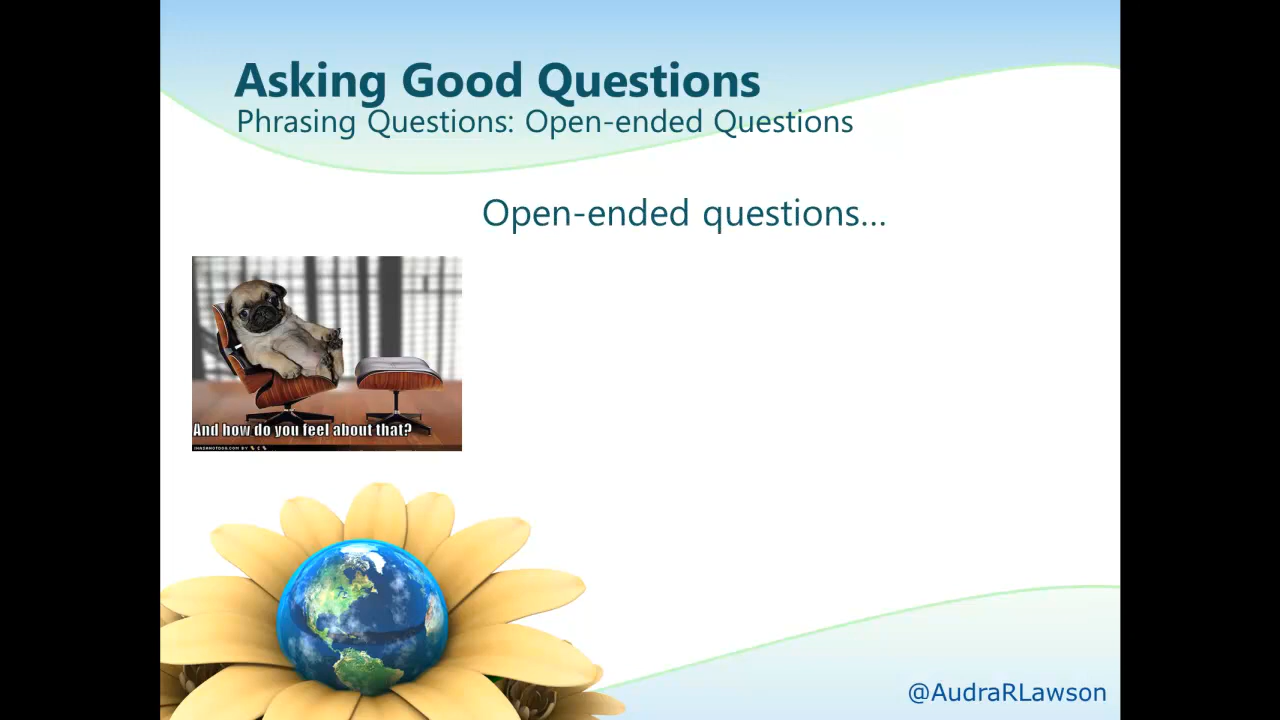 Asking Good Questions
Phrasing Questions: Open-ended Questions
Open-ended questions...
And how do you feel about that?
@AudraRLawson